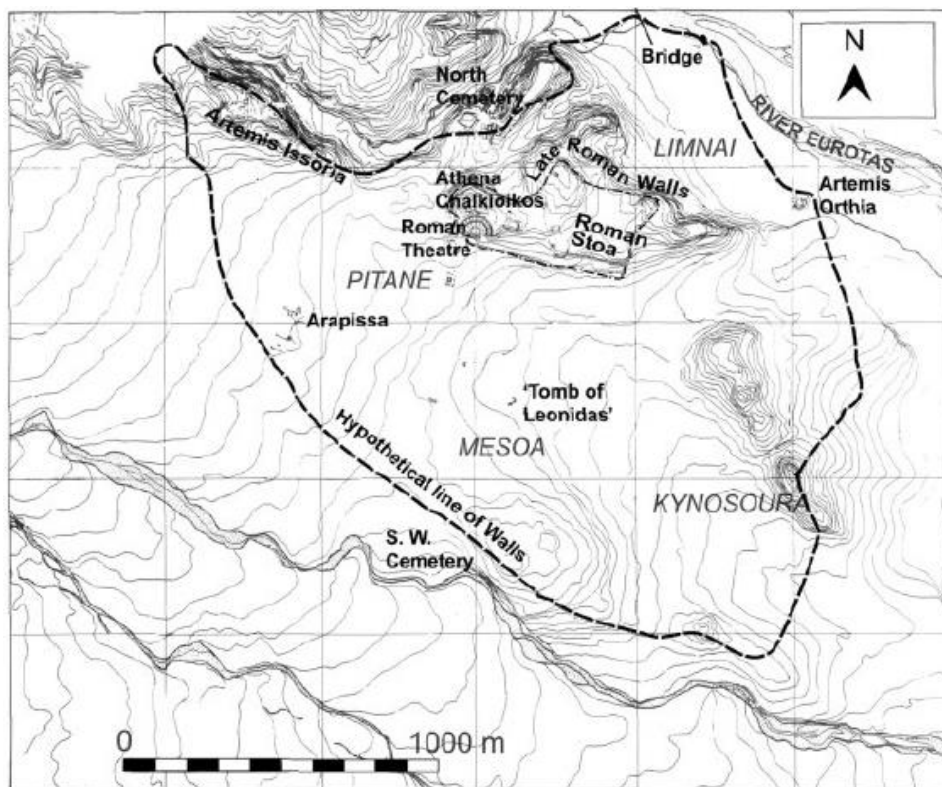 N
Bridge
North
Cemetery
RIVER EUROTAS
LIMNAI
Artemis Issoria
Late Roman Walls
Athena
Chalkioikos
Artemis
Orthia
Roman
Theatre
Roman
Stoa
PITANE
Arapissa
'Tomb of
Leonidas'
MESOA
Hypothetical line of Walls
KYNOSOURA
S. W.
Cemetery
0 1000 m